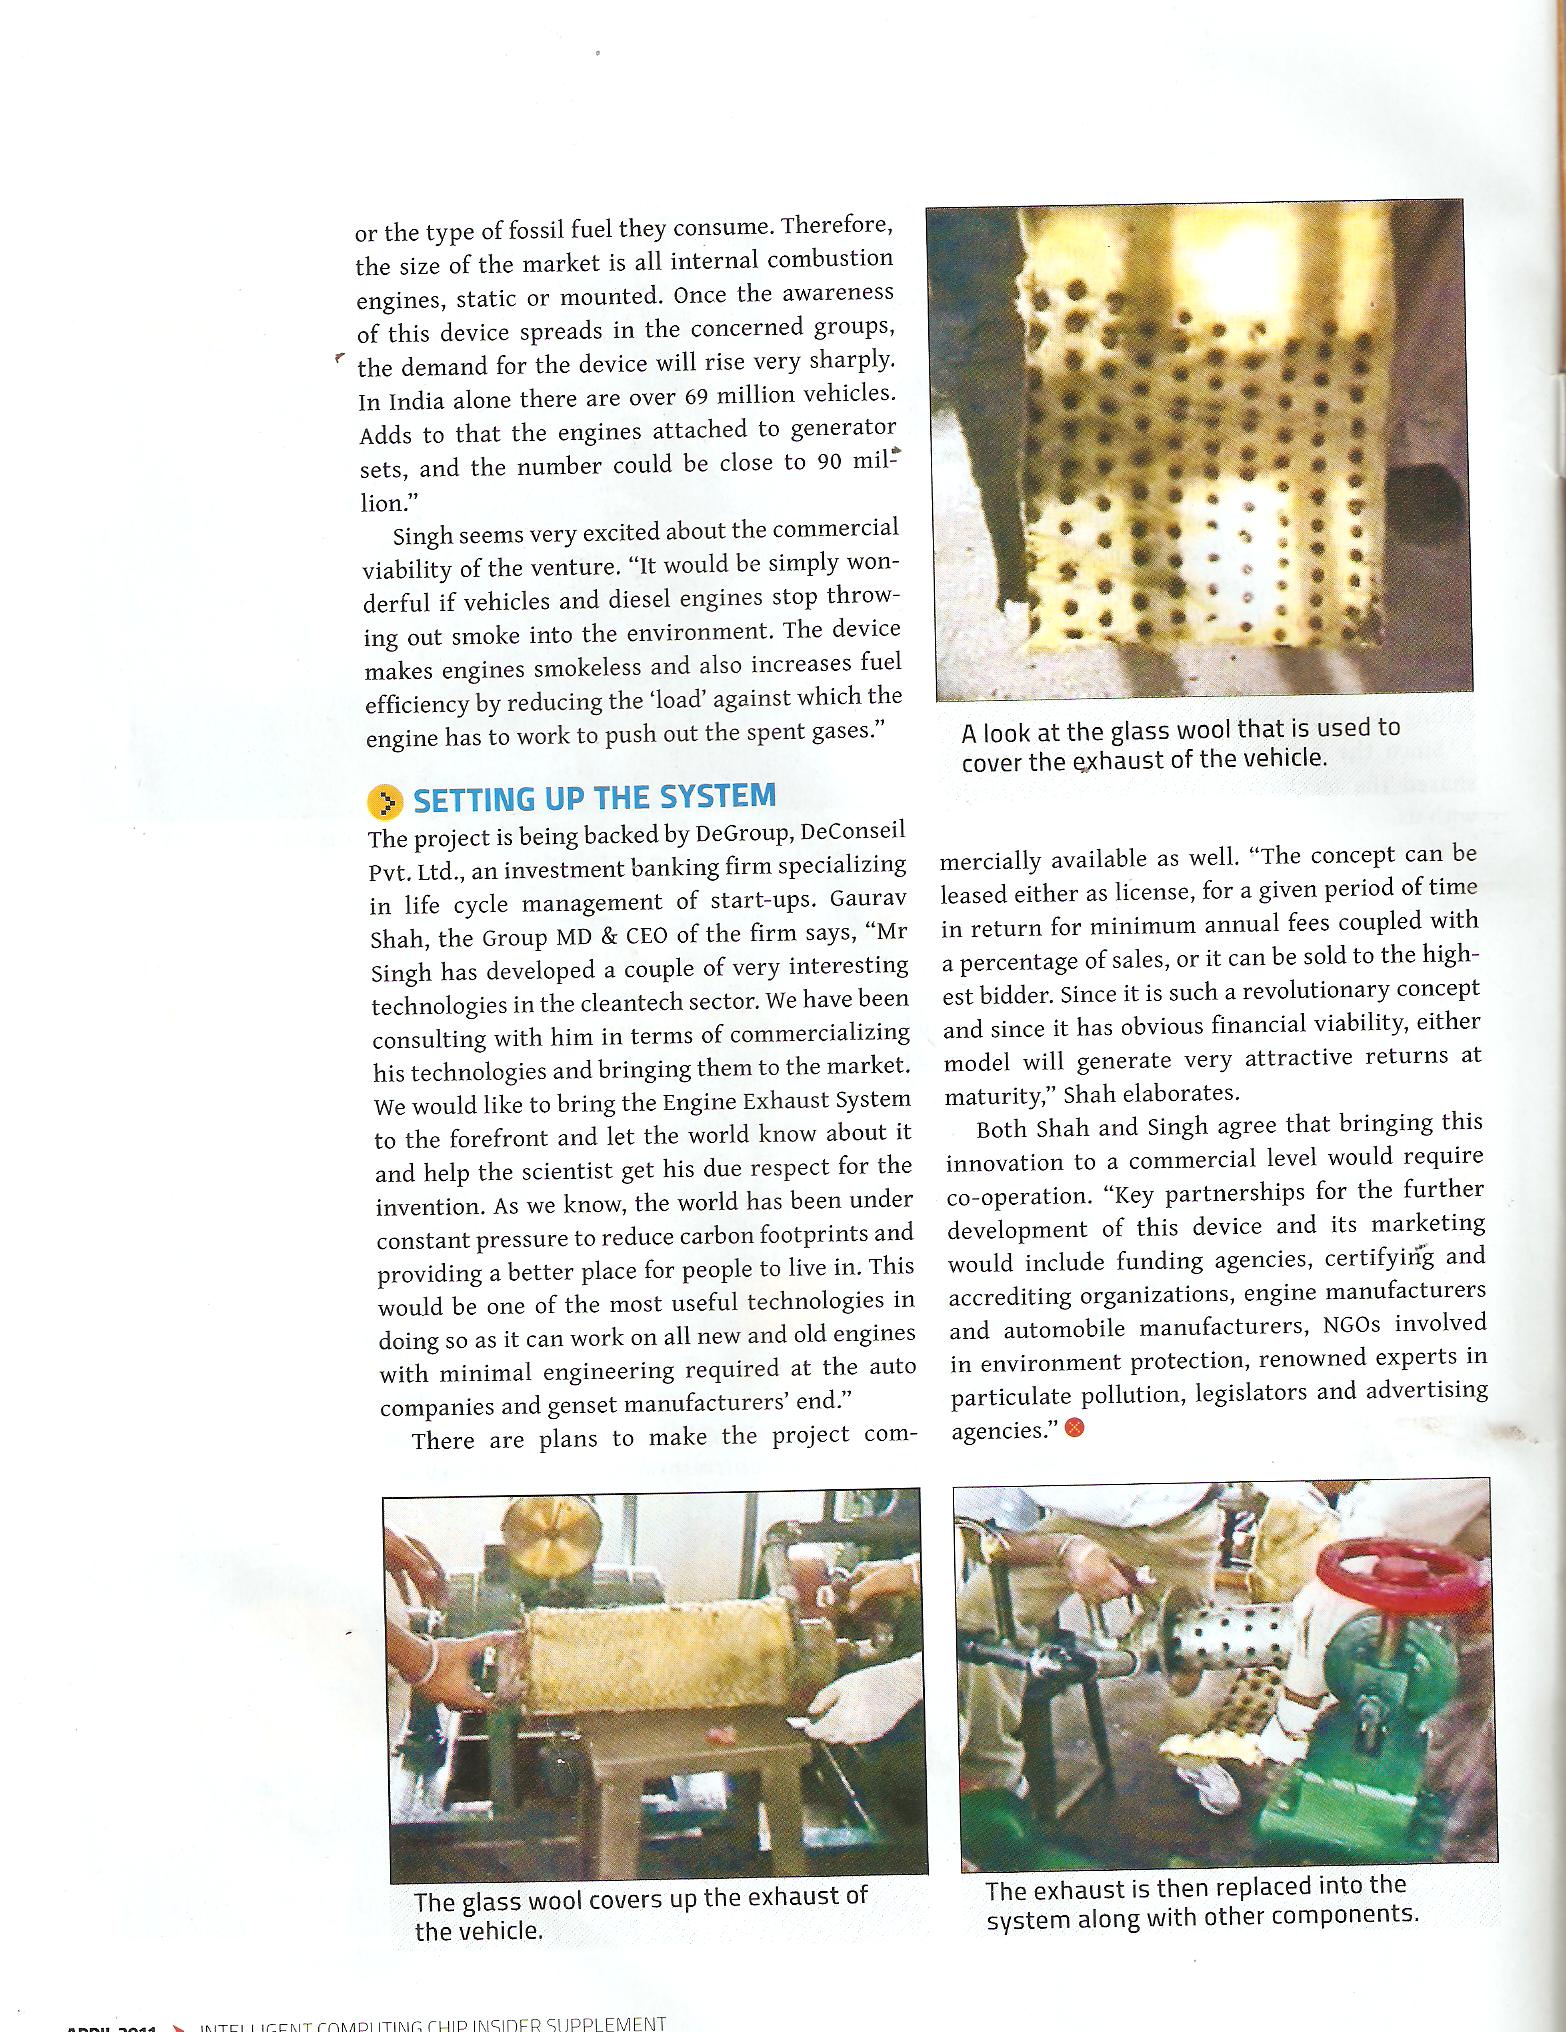 or the type of fossil fuel they consume. Therefore,
the size of the market is all internal combustion
engines, static or mounted. Once the awareness
of this device spreads in the concerned groups,
the demand for the device will rise very sharply.
In India alone there are over 69 million vehicles.
Adds to that the engines attached to generator
sets, and the number could be close to 90 mil-
lion.”
Singh seems very excited about the commercial
viability of the venture. “It would be simply won-
derful if vehicles and diesel engines stop throw-
ing out smoke into the environment. The device
makes engines smokeless and also increases fuel
efficiency by reducing the ‘load’ against which the
engine has to work to push out the spent gases.”
SETTING UP THE SYSTEM
The project is being backed by DeGroup, DeConseil
Pvt. Ltd., an investment banking firm specializing
in life cycle management of start-ups. Gaurav
Shah, the Group MD & CEO of the firm says, “Mr
Singh has developed a couple of very interesting
technologies in the cleantech sector. We have been
consulting with him in terms of commercializing
his technologies and bringing them to the market.
We would like to bring the Engine Exhaust System
to the forefront and let the world know about it
and help the scientist get his due respect for the
invention. As we know, the world has been under
constant pressure to reduce carbon footprints and
providing a better place for people to live in. This
would be one of the most useful technologies in
doing so as it can work on all new and old engines
with minimal engineering required at the auto
companies and genset manufacturers’ end.”
There are plans to make the project com-
A look at the glass wool that is used to
cover the exhaust of the vehicle.
mercially available as well. “The concept can be
leased either as license, for a given period of time
in return for minimum annual fees coupled with
a percentage of sales, or it can be sold to the high-
est bidder. Since it is such a revolutionary concept
and since it has obvious financial viability, either
model will generate very attractive returns at
maturity,” Shah elaborates.
Both Shah and Singh agree that bringing this
innovation to a commercial level would require
co-operation. “Key partnerships for the further
development of this device and its marketing
would include funding agencies, certifying and
accrediting organizations, engine manufacturers
and automobile manufacturers, NGOs involved
in environment protection, renowned experts in
particulate pollution, legislators and advertising
agencies.”
The glass wool covers up the exhaust of
the vehicle.
The exhaust is then replaced into the
system along with other components.
APRIL 2011 INTELLIGENT COMPUTING CHIP INSIDER SUPPLEMENT